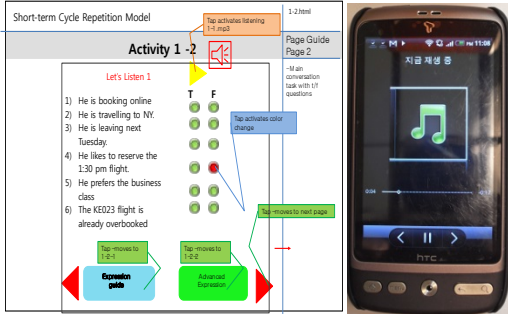 Short-term Cycle Repetition Model
Tap activates listening
1-1.mp3
1-2.html
Activity 1 -2
Page Guide
Page 2
Let's Listen 1
~Main
conversation
task with t/f
questions
T F
1) He is booking online
2) He is travelling to NY.
3) He is leaving next
Tuesday.
4) He likes to reserve the
1:30 pm flight.
5) He prefers the business
class
6) The KE023 flight is
already overbooked
Tap activates color
change
Tap ~moves to next page
Tap ~moves to
1-2-1
Tap ~moves to
1-2-2
Expression
guide
Advanced
Expression
PM 11:08
지금 재생 중
0:04
hTC